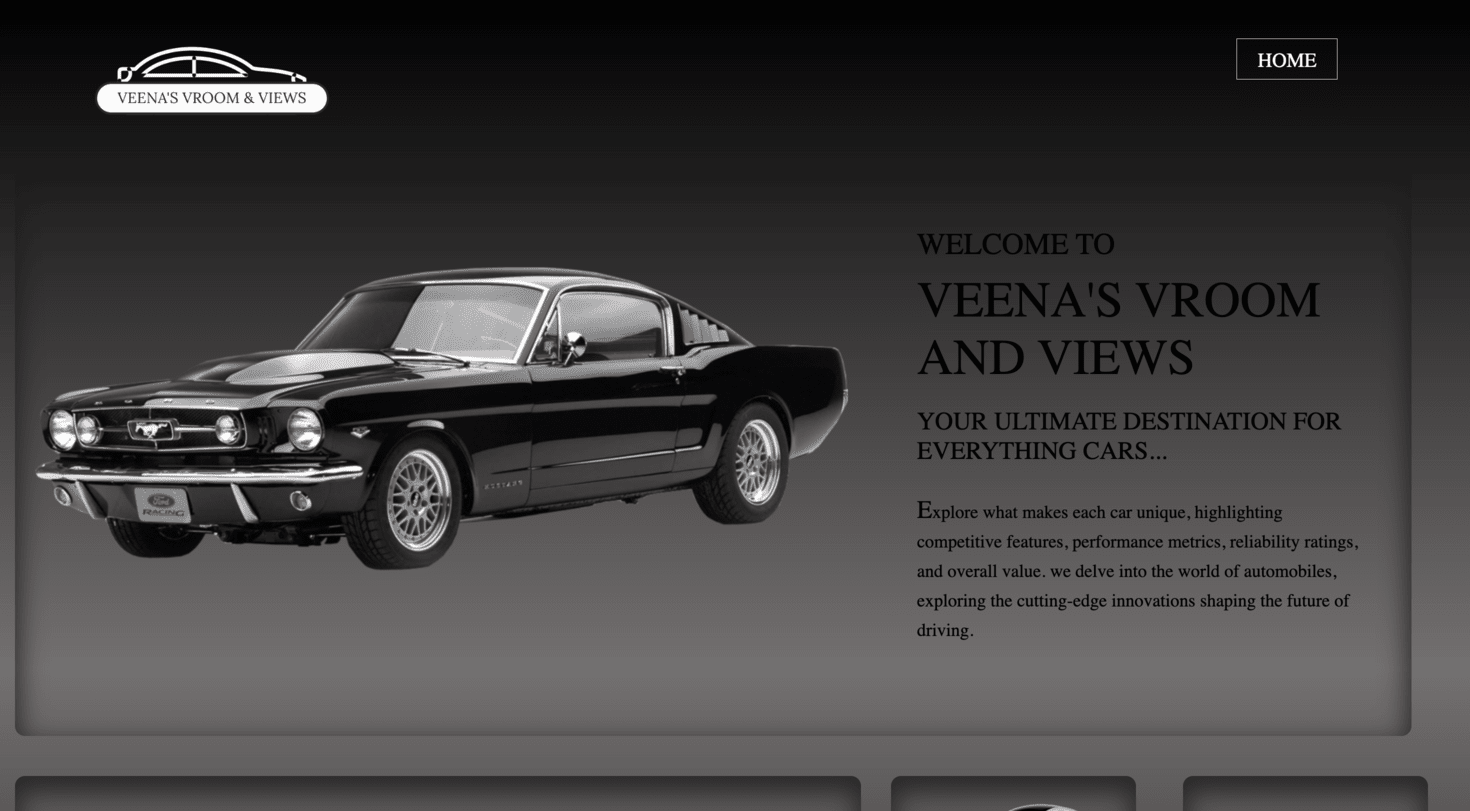 VEENA'S VROOM & VIEWS
HOME
WELCOME TO
VEENA'S VROOM
AND VIEWS
YOUR ULTIMATE DESTINATION FOR
EVERYTHING CARS...
Explore what makes each car unique, highlighting
competitive features, performance metrics, reliability ratings,
and overall value. we delve into the world of automobiles,
exploring the cutting-edge innovations shaping the future of
driving.
FORD
Ford
RACING